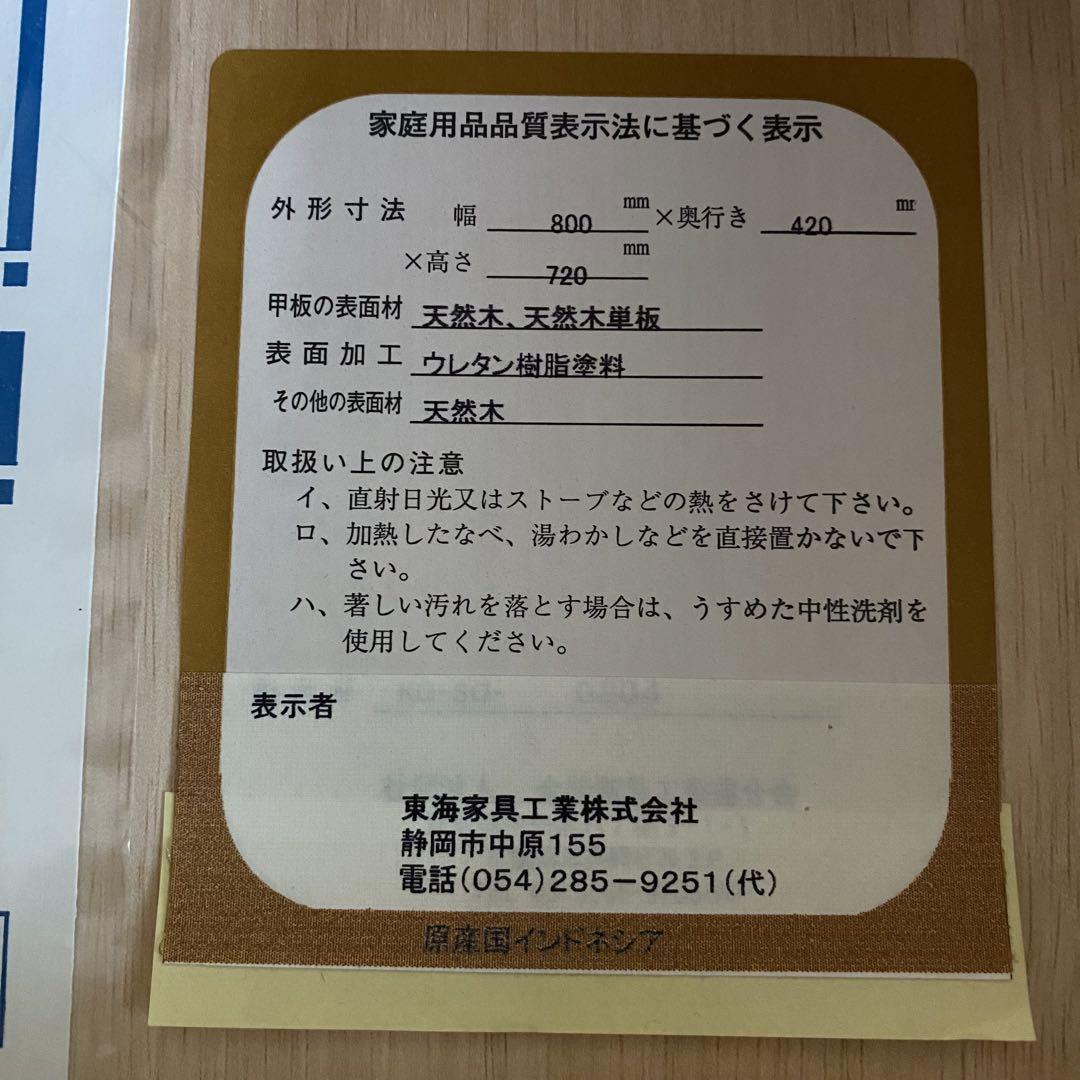 家庭用品品質表示法に基づく表示
外形寸法 幅 800 mm ×奥行き 420 mm
×高さ 720 mm
甲板の表面材 天然木、天然木単板
表面加工 ウレタン樹脂塗料
その他の表面材 天然木
取扱い上の注意
イ、直射日光又はストーブなどの熱をさけて下さい。
ロ、加熱したなべ、湯わかしなどを直接置かないで下
さい。
ハ、著しい汚れを落とす場合は、うすめた中性洗剤を
使用してください。
表示者
東海家具工業株式会社
静岡市中原155
電話(054)285−9251(代)
原産国インドネシア